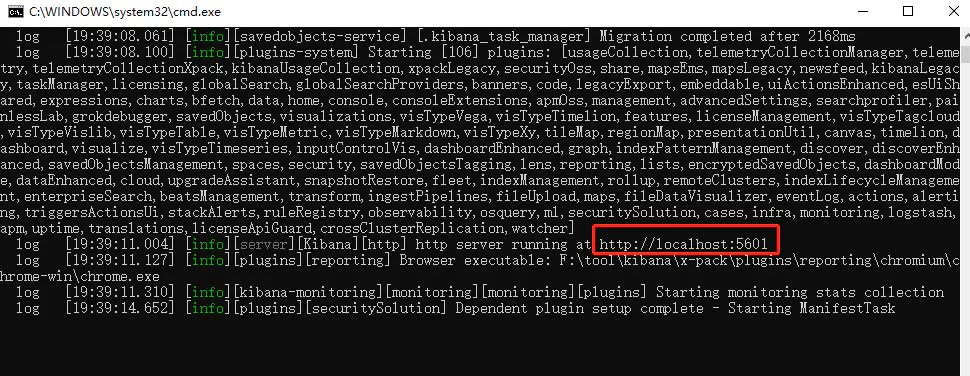 C:\WINDOWS\system32\cmd.exe
log [19:39:08.061] [info][savedobjects-service] [.kibana_task_manager] Migration completed after 2168ms
log [19:39:08.100] [info][plugins-system] Starting [106] plugins: [usageCollection,telemetryCollectionManager,teleme
try,telemetryCollectionXpack,kibanaUsageCollection,xpackLegacy,securityOss,share,mapsEms,mapsLegacy,newsfeed,kibanaLegac
y,taskManager,licensing,globalSearch,globalSearchProviders,banners,code,legacyExport,embeddable,uiActionsEnhanced,esUiSh
ared,expressions,charts,bfetch,data,home,console,consoleExtensions,apmOss,management,advancedSettings,searchprofiler,pai
nlessLab,grokdebugger,savedObjects,visualizations,visTypeVega,visTypeTimelion,features,licenseManagement,visTypeTagcloud
,visTypeVislib,visTypeTable,visTypeMetric,visTypeMarkdown,visTypeXy,tileMap,regionMap,presentationUtil,canvas,timelion,d
ashboard,visualize,visTypeTimeseries,inputControlVis,dashboardEnhanced,graph,indexPatternManagement,discover,discoverEnh
anced,savedObjectsManagement,spaces,security,savedObjectsTagging,lens,reporting,lists,encryptedSavedObjects,dashboardMod
e,dataEnhanced,cloud,upgradeAssistant,snapshotRestore,fleet,indexManagement,rollup,remoteClusters,indexLifecycleManageme
nt,enterpriseSearch,beatsManagement,transform,ingestPipelines,fileUpload,maps,fileDataVisualizer,eventLog,actions,alerti
ng,triggersActionsUi,stackAlerts,ruleRegistry,observability,osquery,ml,securitySolution,cases,infra,monitoring,logstash,
apm,uptime,translations,licenseApiGuard,crossClusterReplication,watcher]
log [19:39:11.004] [info][server][Kibana][http] http server running at http://localhost:5601
log [19:39:11.127] [info][plugins][reporting] Browser executable: F:\tool\kibana\x-pack\plugins\reporting\chromium\c
hrome-win\chrome.exe
log [19:39:11.310] [info][kibana-monitoring][monitoring][monitoring][plugins] Starting monitoring stats collection
log [19:39:14.652] [info][plugins][securitySolution] Dependent plugin setup complete - Starting ManifestTask